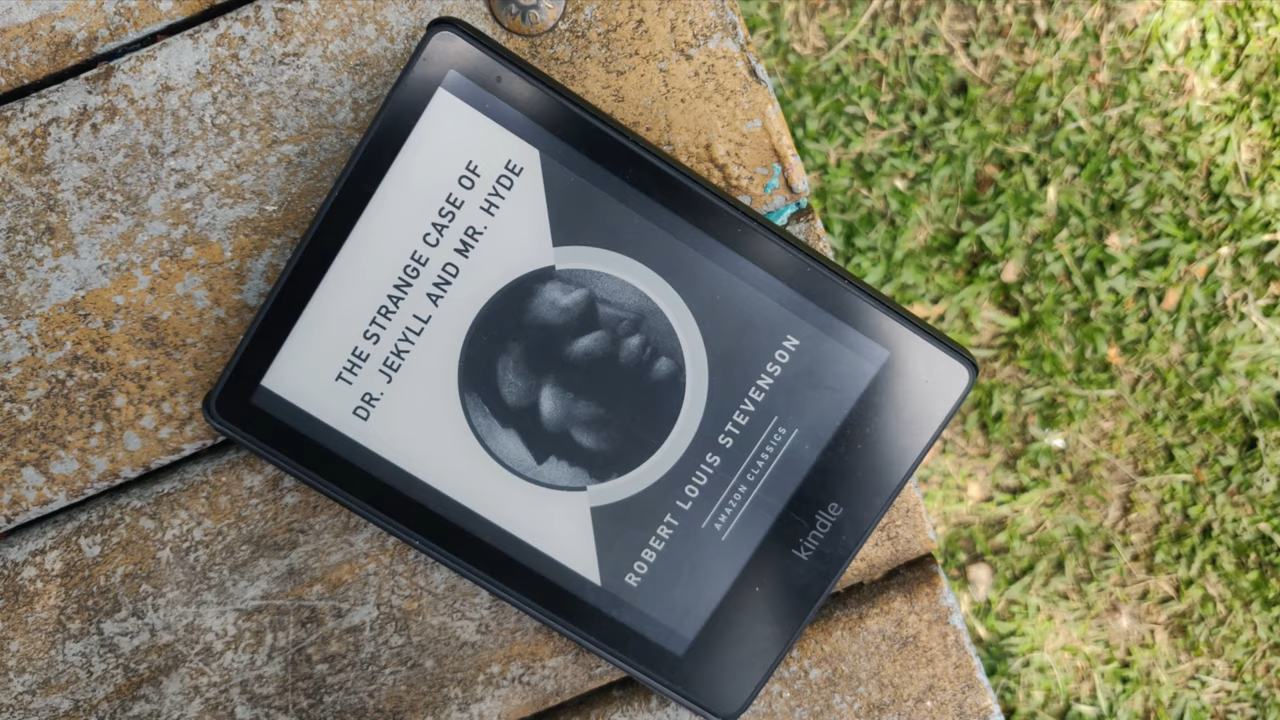 THE STRANGE CASE OF
DR. JEKYLL AND MR. HYDE
ROBERT LOUIS STEVENSON
AMAZON CLASSICS
kindle